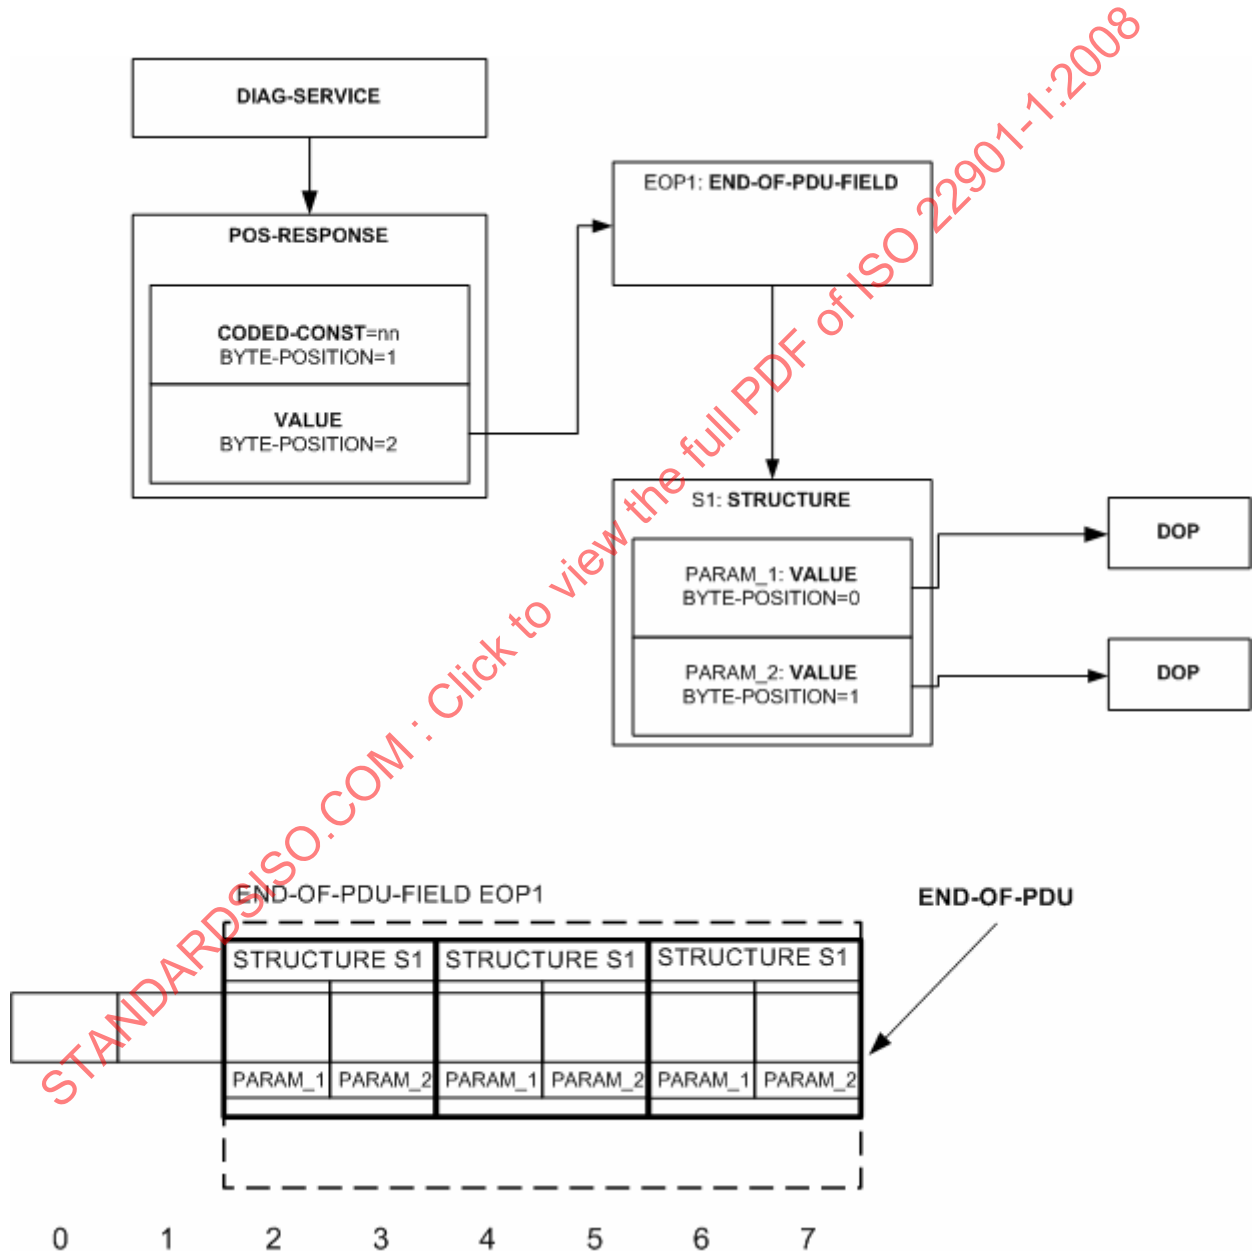 DIAG-SERVICE
POS-RESPONSE
CODED-CONST=nn
BYTE-POSITION=1
VALUE
BYTE-POSITION=2
EOP1: END-OF-PDU-FIELD
S1: STRUCTURE
PARAM_1: VALUE
BYTE-POSITION=0
PARAM_2: VALUE
BYTE-POSITION=1
DOP
DOP
STANDARDSISO.COM : Click to view the full PDF of ISO 22901-1:2008
END-OF-PDU-FIELD EOP1
END-OF-PDU
STRUCTURE S1 STRUCTURE S1 STRUCTURE S1
PARAM_1 PARAM_2 PARAM_1 PARAM_2 PARAM_1 PARAM_2
0 1 2 3 4 5 6 7